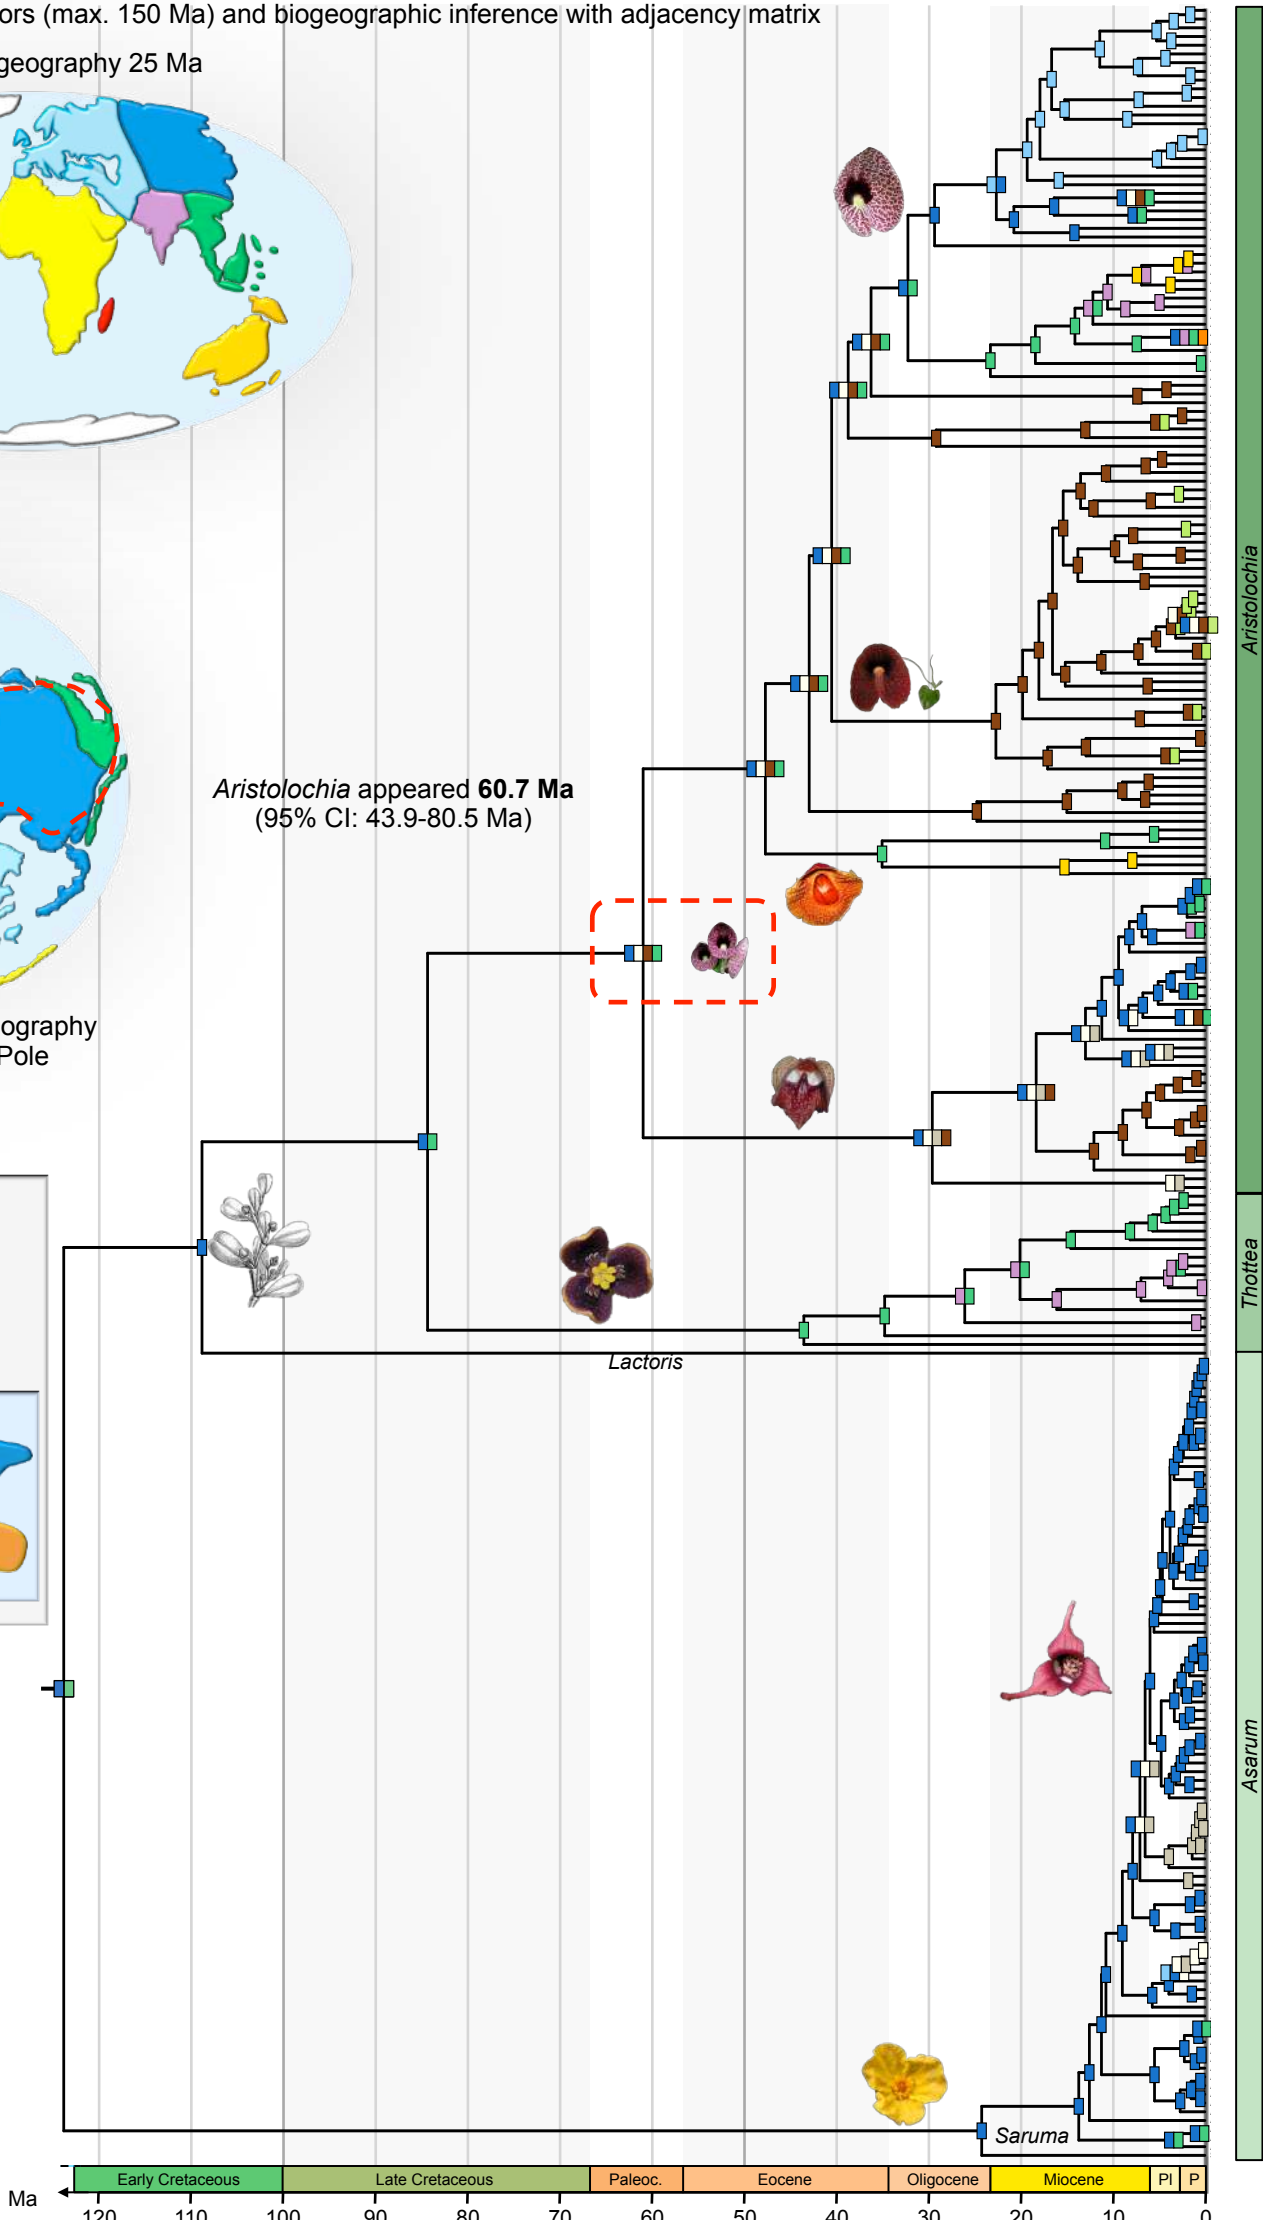 ors (max. 150 Ma) and biogeographic inference with adjacency matrix
geography 25 Ma
Aristolochia appeared 60.7 Ma
(95% CI: 43.9-80.5 Ma)
ography
Pole
Lactoris
Saruma
Aristolochia
Thottea
Asarum
Early Cretaceous
Late Cretaceous
Paleoc.
Eocene
Oligocene
Miocene
Pl
P
Ma
120 110 100 90 80 70 60 50 40 30 20 10 0